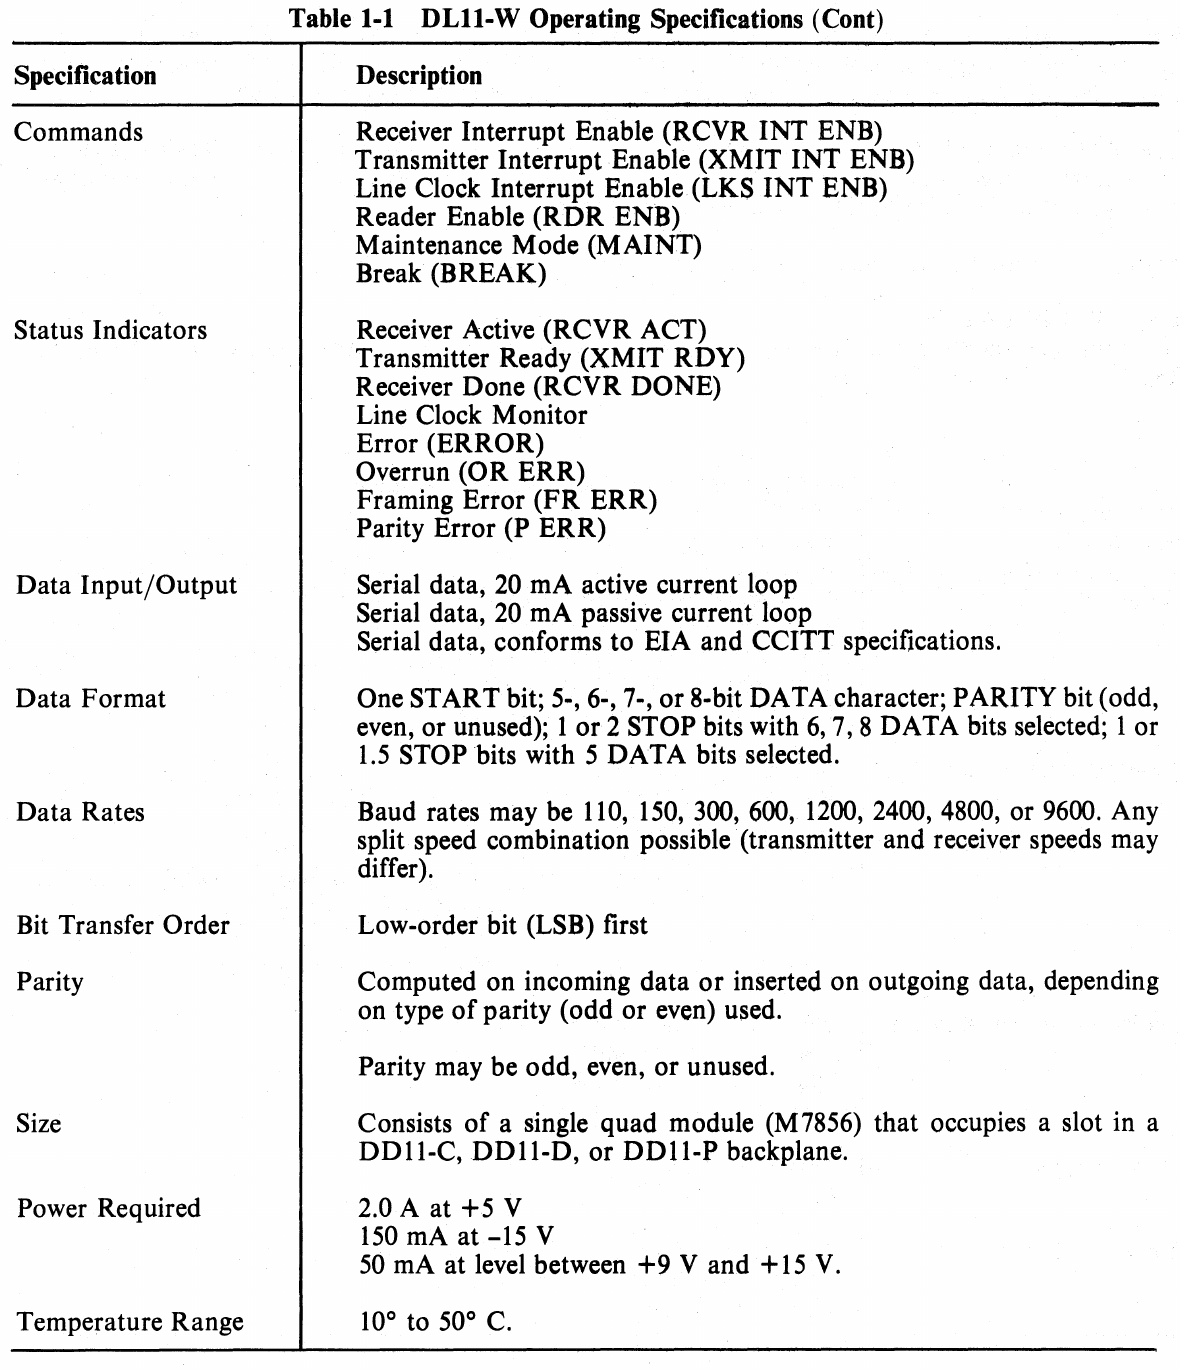 Table 1-1 DL11-W Operating Specifications (Cont)
Specification Description
Commands Receiver Interrupt Enable (RCVR INT ENB)
Transmitter Interrupt Enable (XMIT INT ENB)
Line Clock Interrupt Enable (LKS INT ENB)
Reader Enable (RDR ENB)
Maintenance Mode (MAINT)
Break (BREAK)
Status Indicators Receiver Active (RCVR ACT)
Transmitter Ready (XMIT RDY)
Receiver Done (RCVR DONE)
Line Clock Monitor
Error (ERROR)
Overrun (OR ERR)
Framing Error (FR ERR)
Parity Error (P ERR)
Data Input/Output Serial data, 20 mA active current loop
Serial data, 20 mA passive current loop
Serial data, conforms to EIA and CCITT specifications.
Data Format One START bit; 5-, 6-, 7-, or 8-bit DATA character; PARITY bit (odd,
even, or unused); 1 or 2 STOP bits with 6, 7, 8 DATA bits selected; 1 or
1.5 STOP bits with 5 DATA bits selected.
Data Rates Baud rates may be 110, 150, 300, 600, 1200, 2400, 4800, or 9600. Any
split speed combination possible (transmitter and receiver speeds may
differ).
Bit Transfer Order Low-order bit (LSB) first
Parity Computed on incoming data or inserted on outgoing data, depending
on type of parity (odd or even) used.
Parity may be odd, even, or unused.
Size Consists of a single quad module (M7856) that occupies a slot in a
DD11-C, DD11-D, or DD11-P backplane.
Power Required 2.0 A at +5 V
150 mA at -15 V
50 mA at level between +9 V and +15 V.
Temperature Range 10° to 50° C.